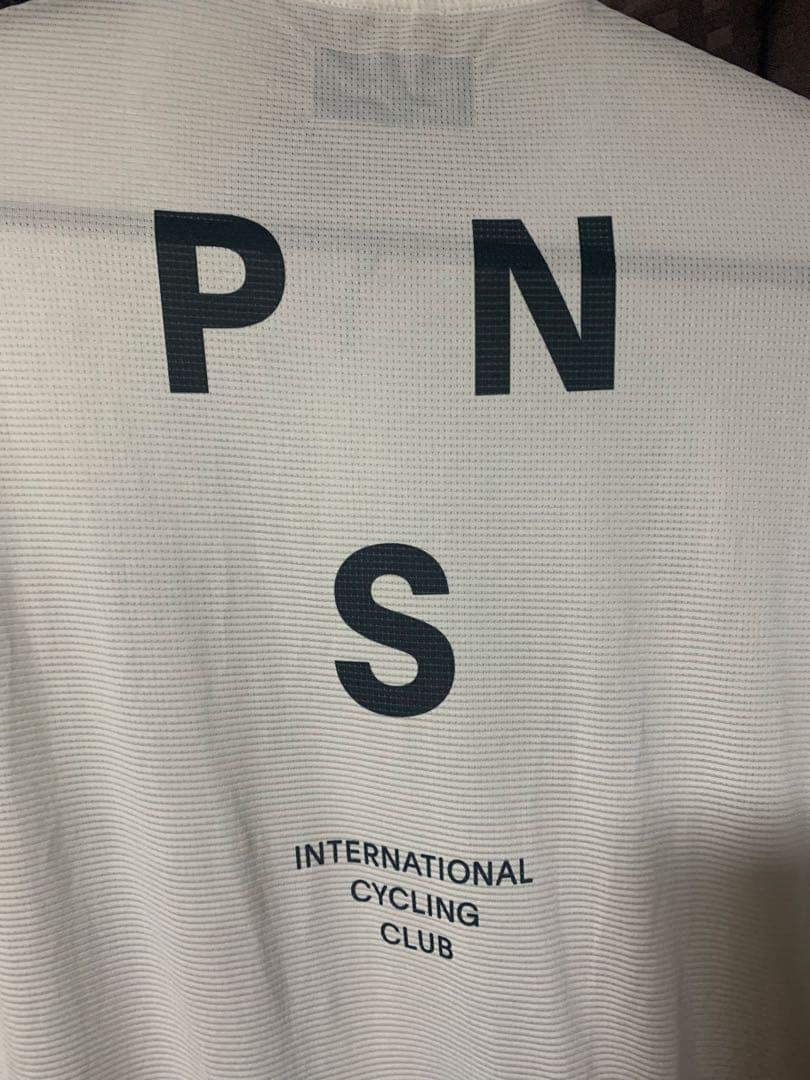 P N
S
INTERNATIONAL
CYCLING
CLUB